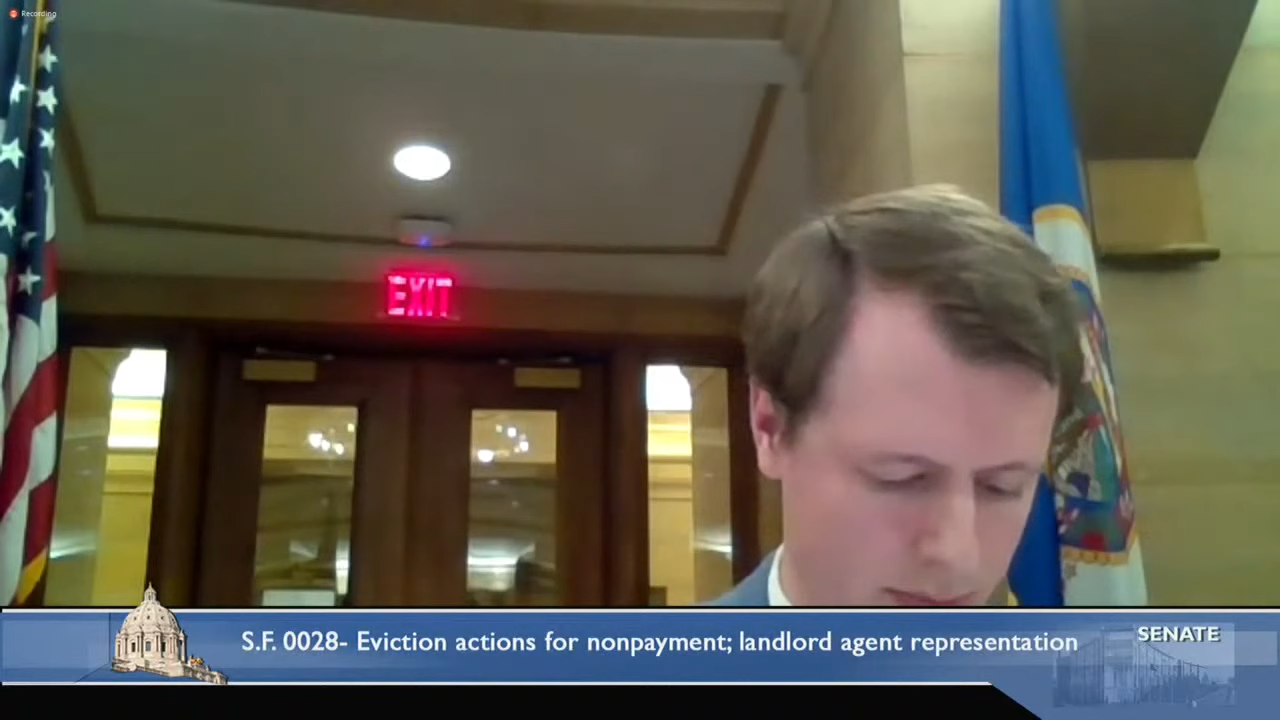 Recording
EXIT
S.F. 0028- Eviction actions for nonpayment; landlord agent representation
SENATE